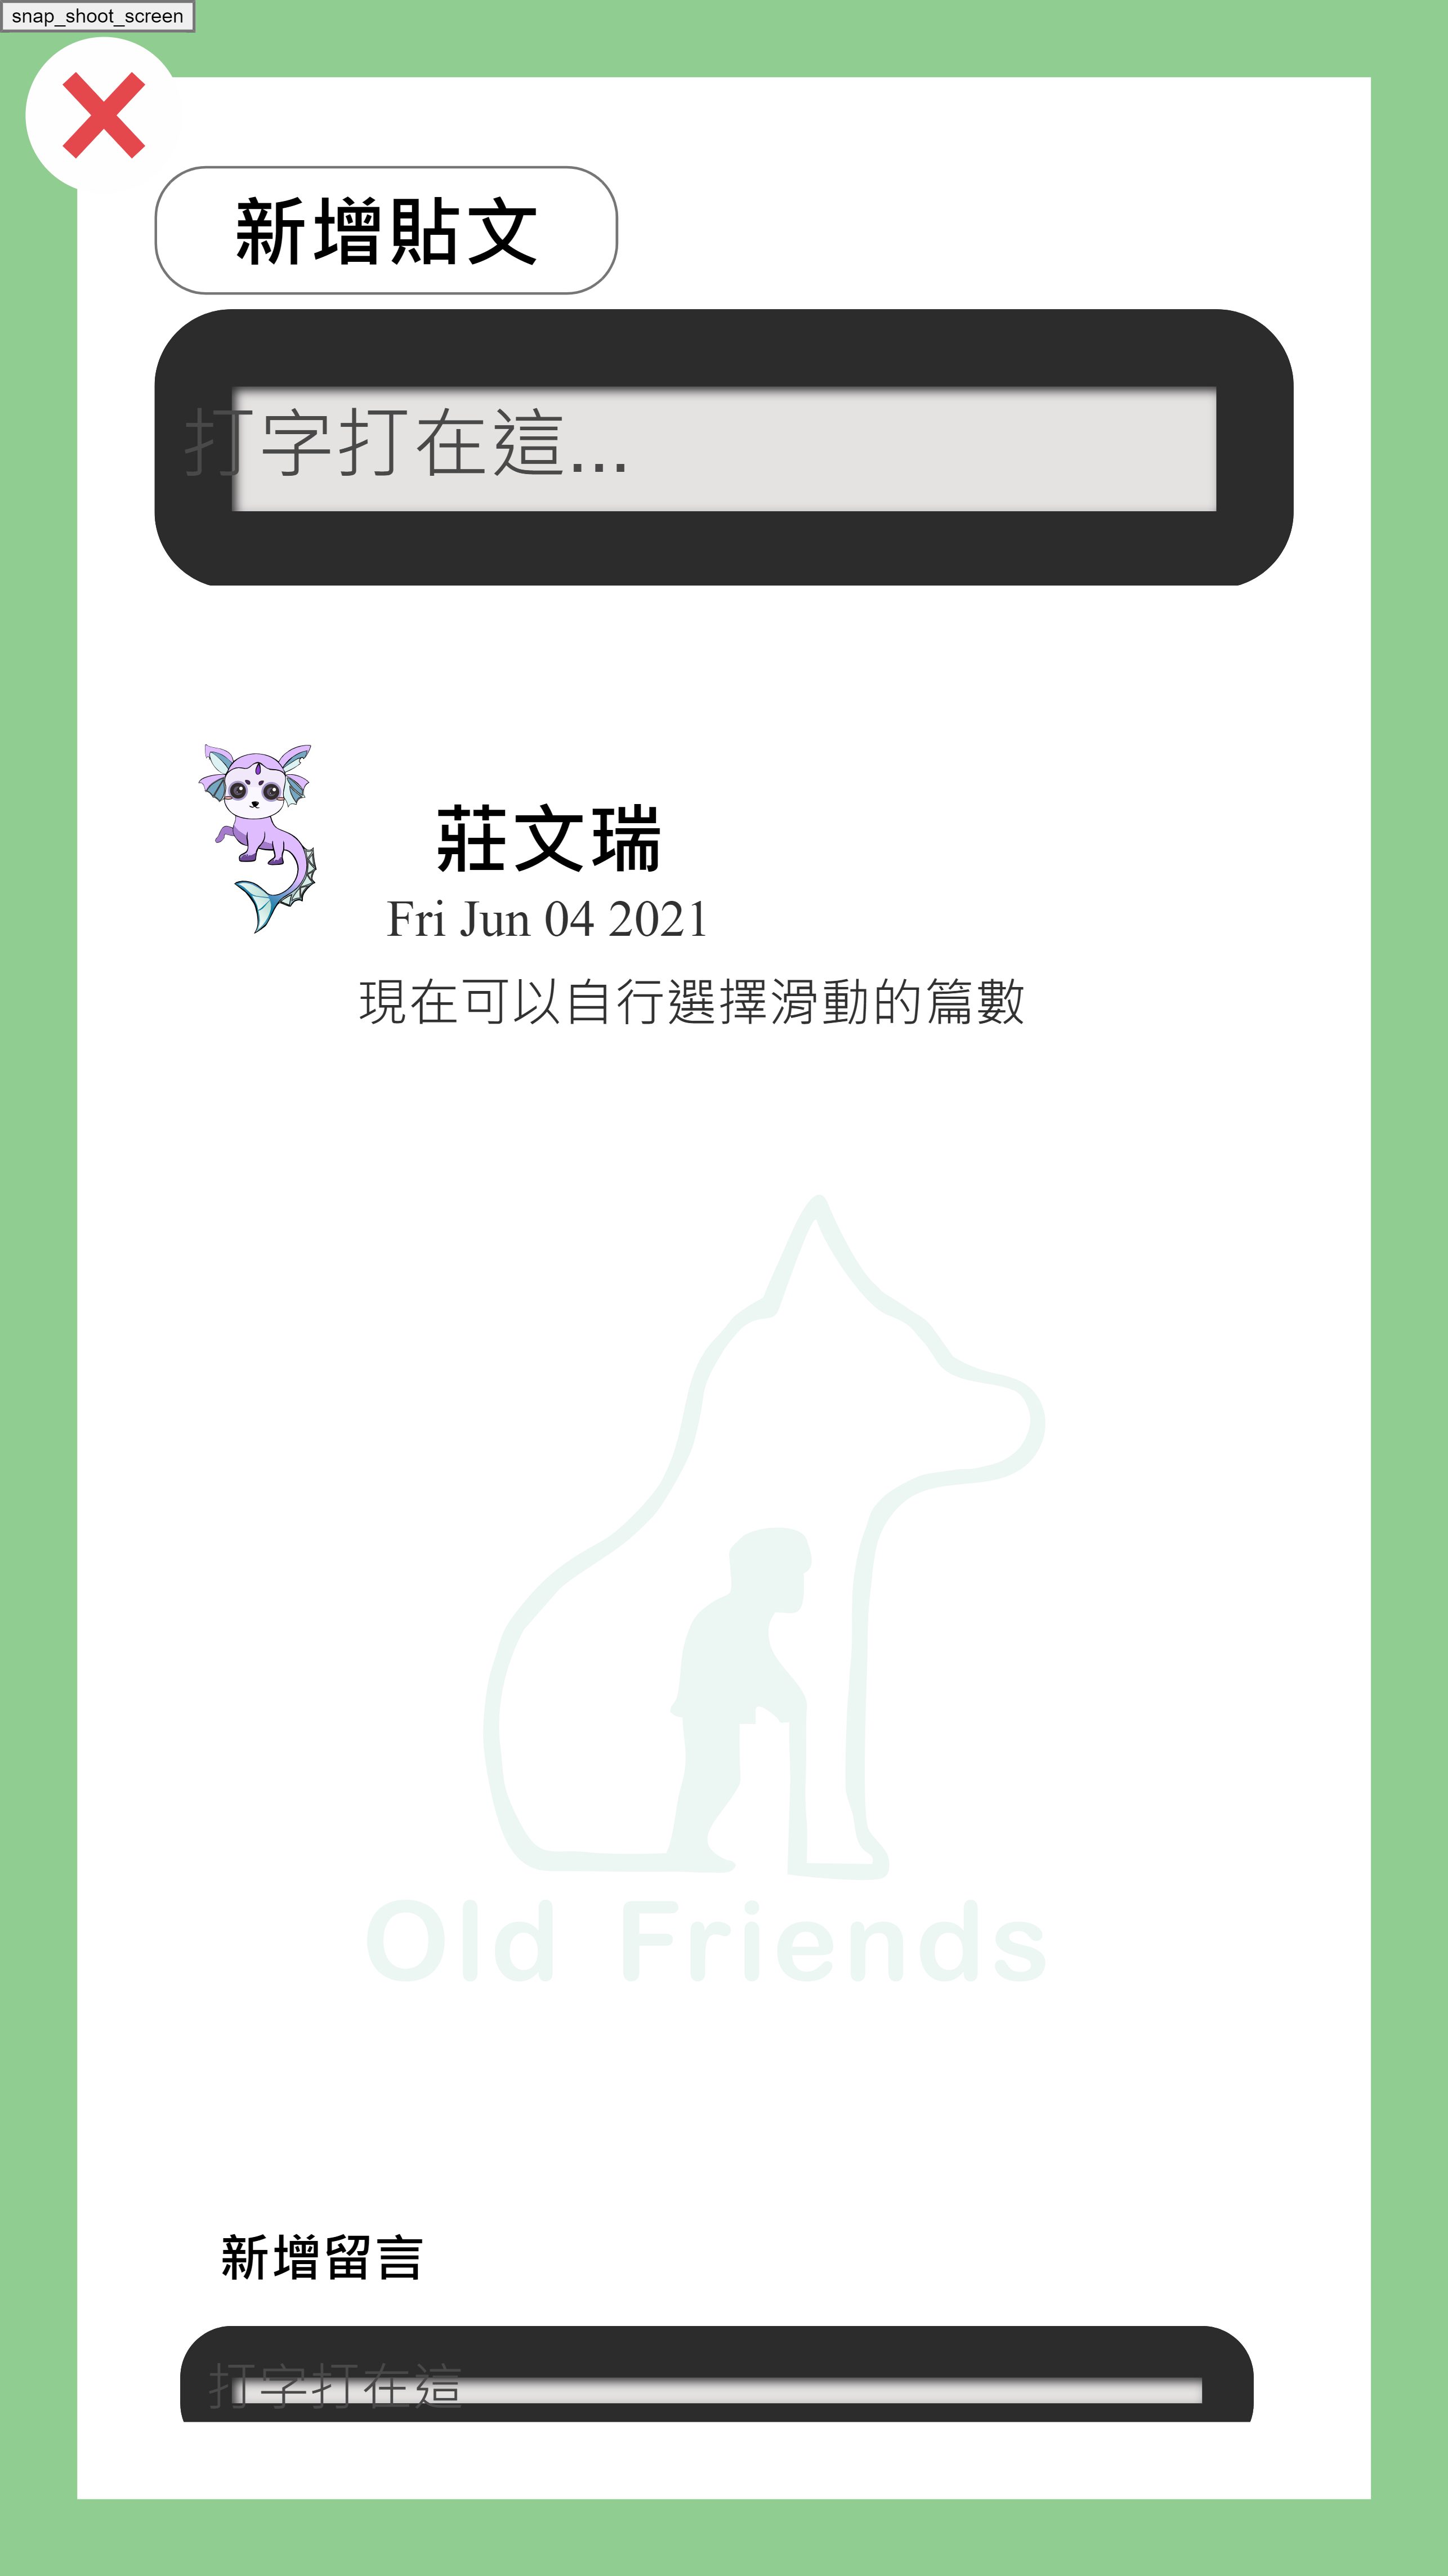 snap_shoot_screen
新增貼文
打字打在這...
莊文瑞
Fri Jun 04 2021
現在可以自行選擇滑動的篇數
Old Friends
新增留言
打字打在這